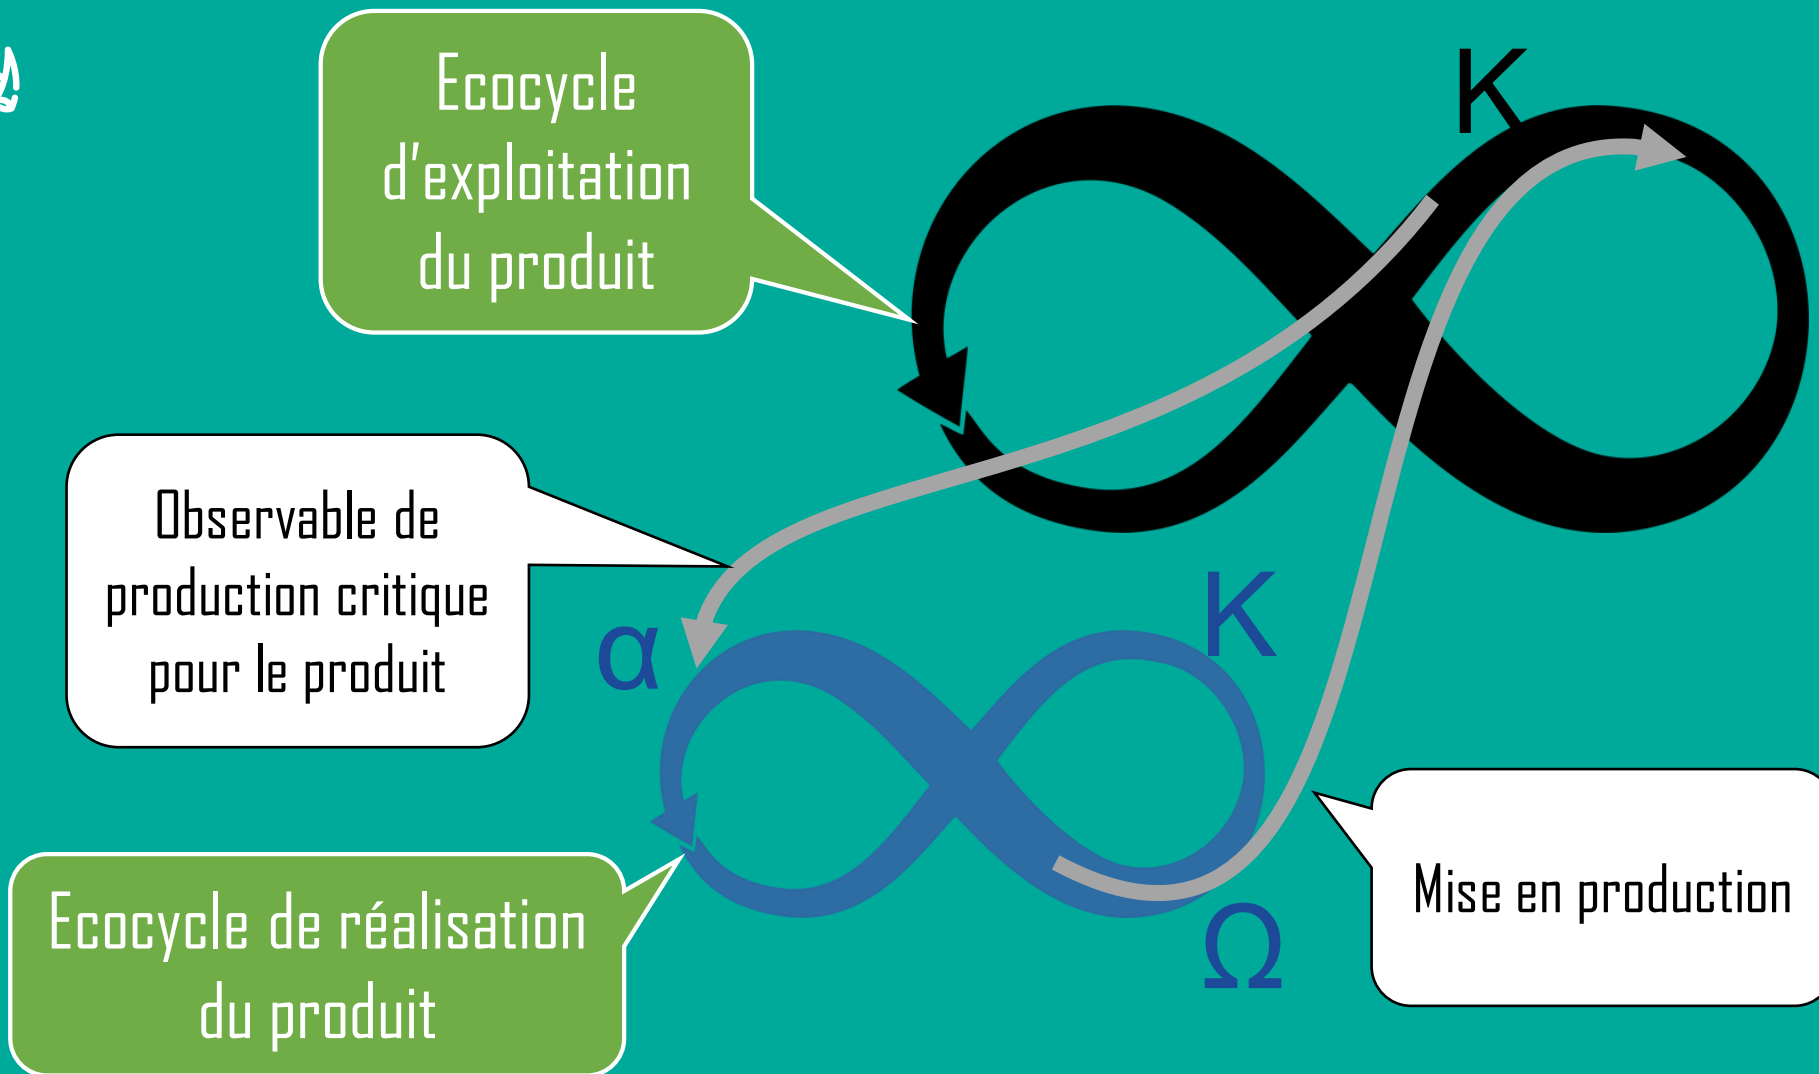 Ecocycle
d'exploitation
du produit
K
Observable de
production critique
pour le produit
α
K
Ecocycle de réalisation
du produit
Ω
Mise en production